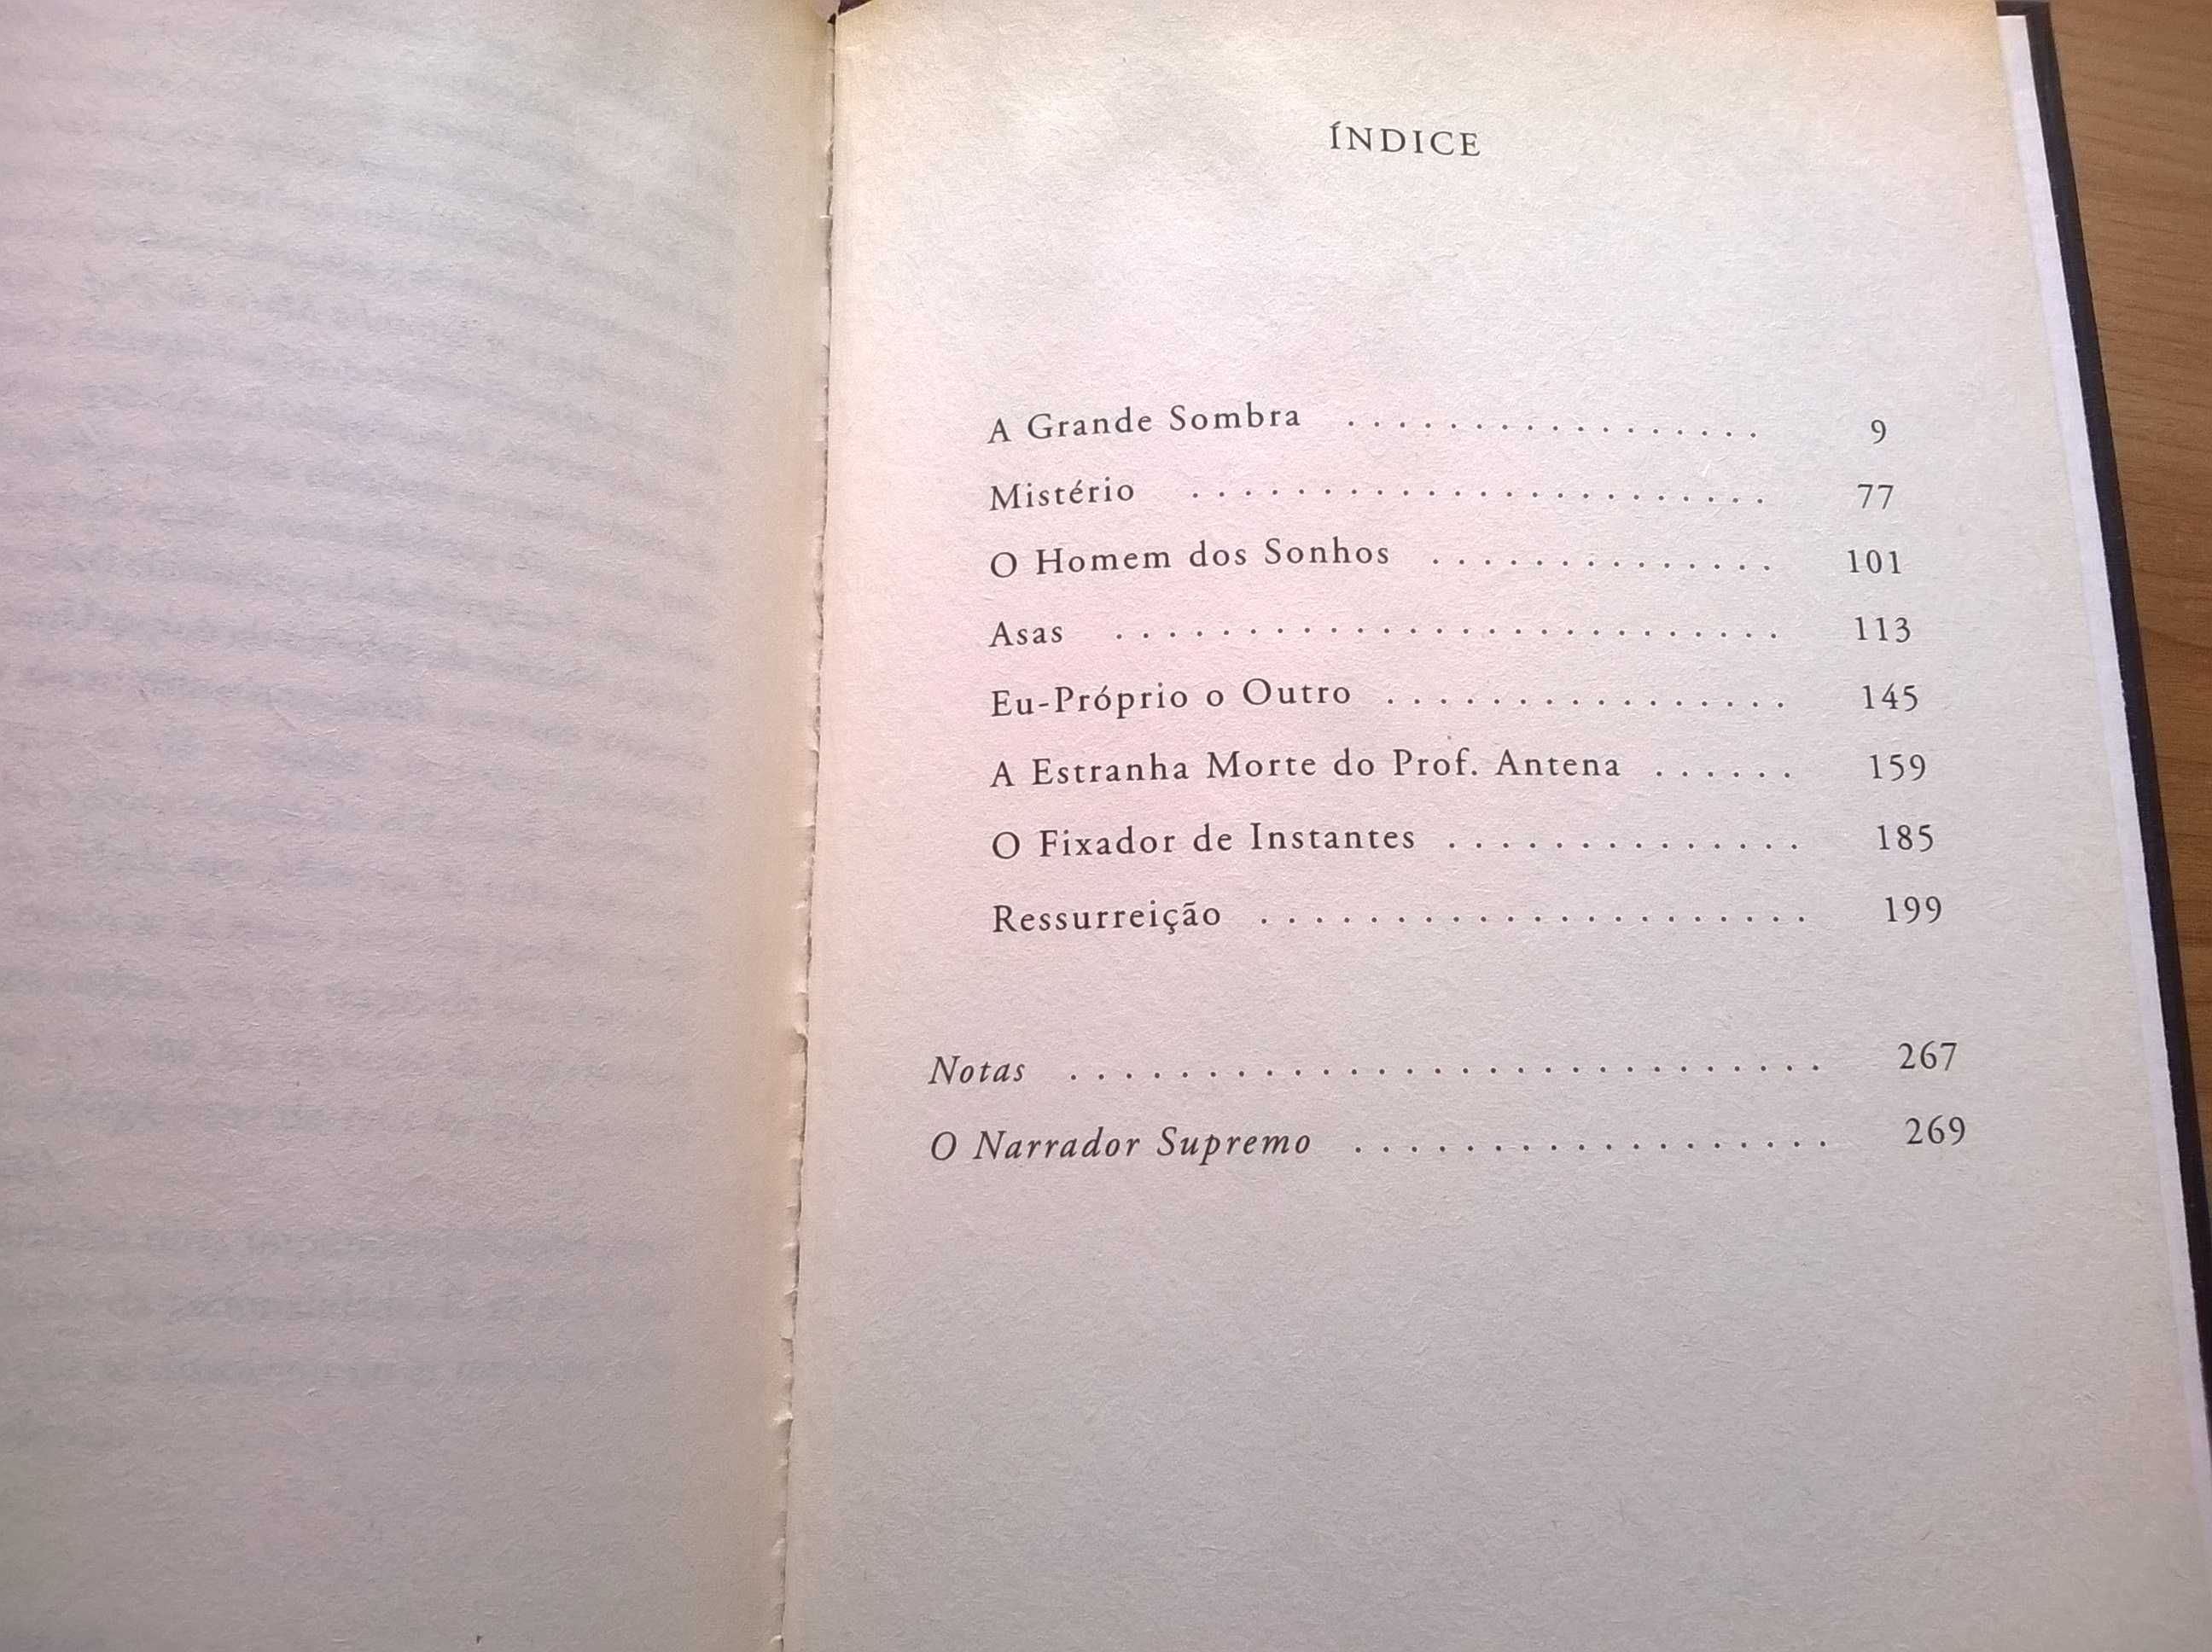 ÍNDICE
A Grande Sombra . . . . . . . . . . . . . . . . 9
Mistério . . . . . . . . . . . . . . . . . . . . . . 77
O Homem dos Sonhos . . . . . . . . . . . . . . 101
Asas . . . . . . . . . . . . . . . . . . . . . . . . . 113
Eu-Próprio o Outro . . . . . . . . . . . . . . . . 145
A Estranha Morte do Prof. Antena . . . . . . 159
O Fixador de Instantes . . . . . . . . . . . . . . 185
Ressurreição . . . . . . . . . . . . . . . . . . . . . 199
Notas . . . . . . . . . . . . . . . . . . . . . . . . . . . . 267
O Narrador Supremo . . . . . . . . . . . . . . . . . . 269